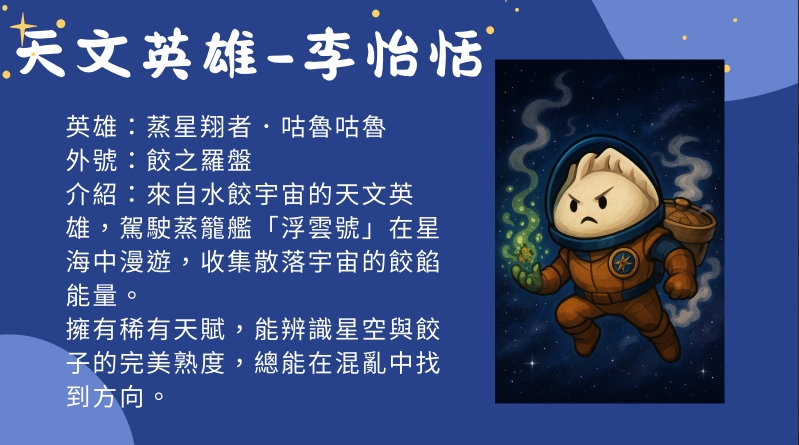 天文英雄-李怡恬
英雄：蒸星翔者．咕魯咕魯
外號：餃之羅盤
介紹：來自水餃宇宙的天文英
雄，駕駛蒸籠艦「浮雲號」在星
海中漫遊，收集散落宇宙的餃餡
能量。
擁有稀有天賦，能辨識星空與餃
子的完美熟度，總能在混亂中找
到方向。